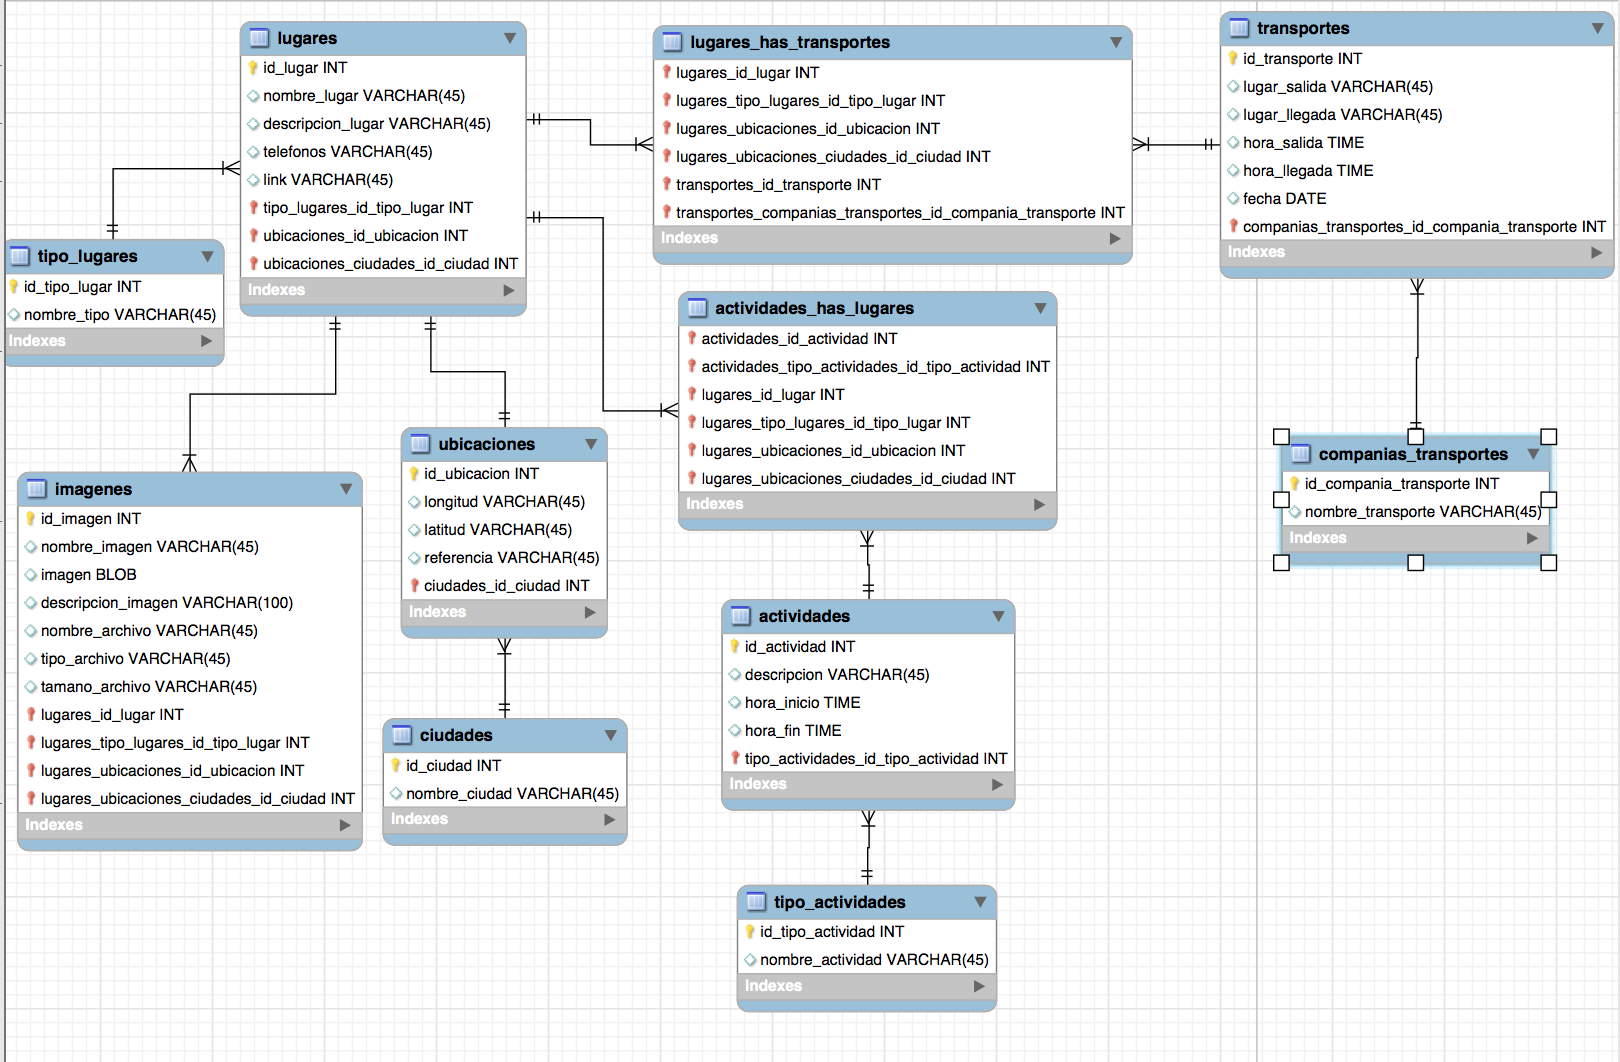 lugares
id_lugar INT
nombre_lugar VARCHAR(45)
descripcion_lugar VARCHAR(45)
telefonos VARCHAR(45)
link VARCHAR(45)
tipo_lugares_id_tipo_lugar INT
ubicaciones_id_ubicacion INT
ubicaciones_ciudades_id_ciudad INT
Indexes
lugares_has_transportes
lugares_id_lugar INT
lugares_tipo_lugares_id_tipo_lugar INT
lugares_ubicaciones_id_ubicacion INT
lugares_ubicaciones_ciudades_id_ciudad INT
transportes_id_transporte INT
transportes_companias_transportes_id_compania_transporte INT
Indexes
transportes
id_transporte INT
lugar_salida VARCHAR(45)
lugar_llegada VARCHAR(45)
hora_salida TIME
hora_llegada TIME
fecha DATE
companias_transportes_id_compania_transporte INT
Indexes
tipo_lugares
id_tipo_lugar INT
nombre_tipo VARCHAR(45)
Indexes
actividades_has_lugares
actividades_id_actividad INT
actividades_tipo_actividades_id_tipo_actividad INT
lugares_id_lugar INT
lugares_tipo_lugares_id_tipo_lugar INT
lugares_ubicaciones_id_ubicacion INT
lugares_ubicaciones_ciudades_id_ciudad INT
Indexes
ubicaciones
id_ubicacion INT
longitud VARCHAR(45)
latitud VARCHAR(45)
referencia VARCHAR(45)
ciudades_id_ciudad INT
Indexes
companias_transportes
id_compania_transporte INT
nombre_transporte VARCHAR(45)
Indexes
imagenes
id_imagen INT
nombre_imagen VARCHAR(45)
imagen BLOB
descripcion_imagen VARCHAR(100)
nombre_archivo VARCHAR(45)
tipo_archivo VARCHAR(45)
tamano_archivo VARCHAR(45)
lugares_id_lugar INT
lugares_tipo_lugares_id_tipo_lugar INT
lugares_ubicaciones_id_ubicacion INT
lugares_ubicaciones_ciudades_id_ciudad INT
Indexes
actividades
id_actividad INT
descripcion VARCHAR(45)
hora_inicio TIME
hora_fin TIME
tipo_actividades_id_tipo_actividad INT
Indexes
ciudades
id_ciudad INT
nombre_ciudad VARCHAR(45)
Indexes
tipo_actividades
id_tipo_actividad INT
nombre_actividad VARCHAR(45)
Indexes